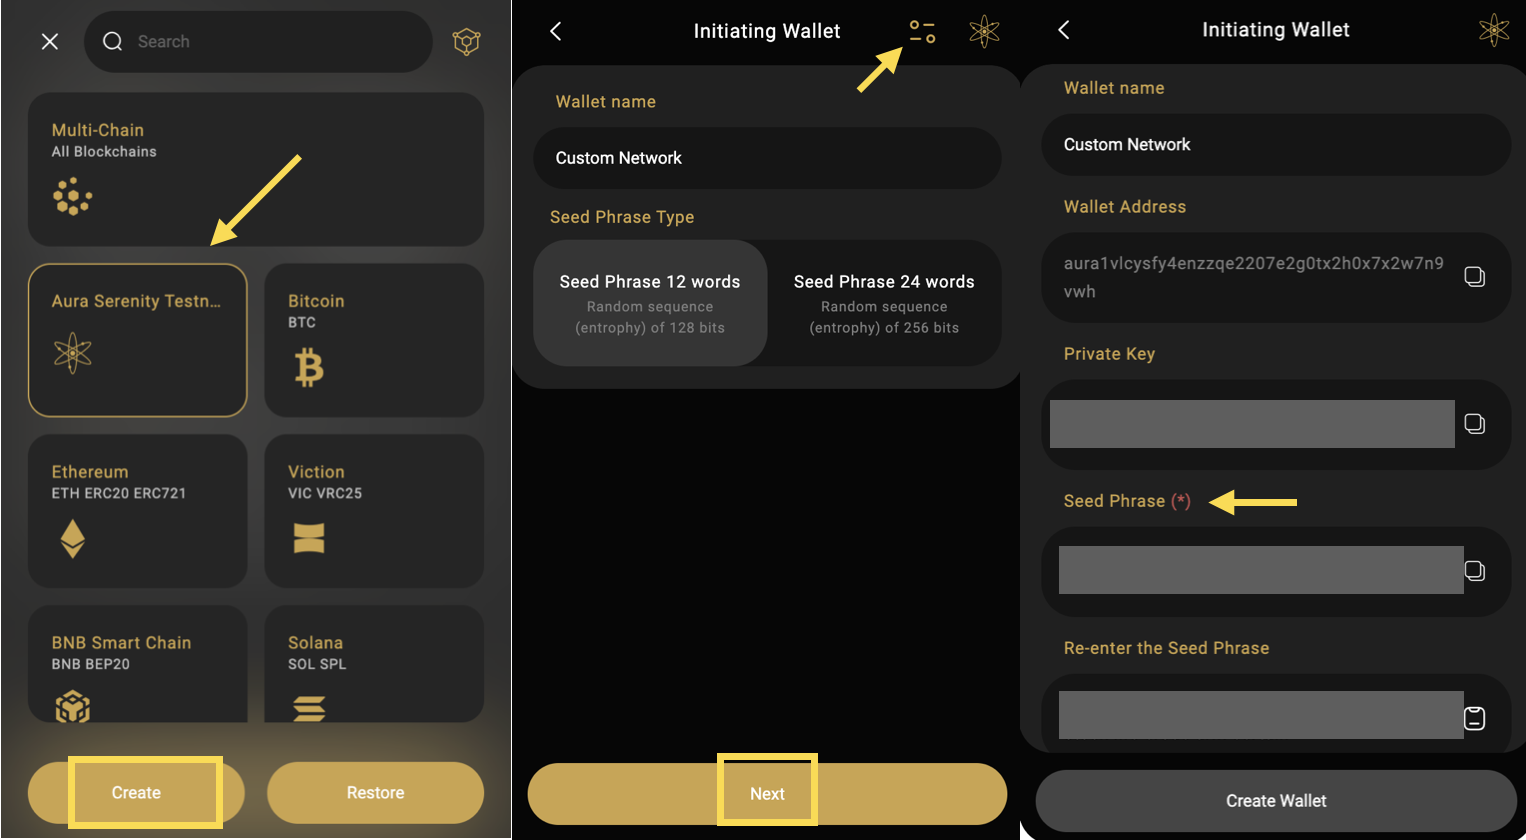 Search
Multi-Chain
All Blockchains
Aura Serenity Testn...
Bitcoin
BTC
Ethereum
ETH ERC20 ERC721
Viction
VIC VRC25
BNB Smart Chain
BNB BEP20
Solana
SOL SPL
Create
Restore
Initiating Wallet
Wallet name
Custom Network
Seed Phrase Type
Seed Phrase 12 words
Random sequence
(entrophy) of 128 bits
Seed Phrase 24 words
Random sequence
(entrophy) of 256 bits
Next
Initiating Wallet
Wallet name
Custom Network
Wallet Address
aura1vlcysfy4enzzqe2207e2g0tx2h0x7x2w7n9
vwh
Private Key
Seed Phrase (*)
Re-enter the Seed Phrase
Create Wallet